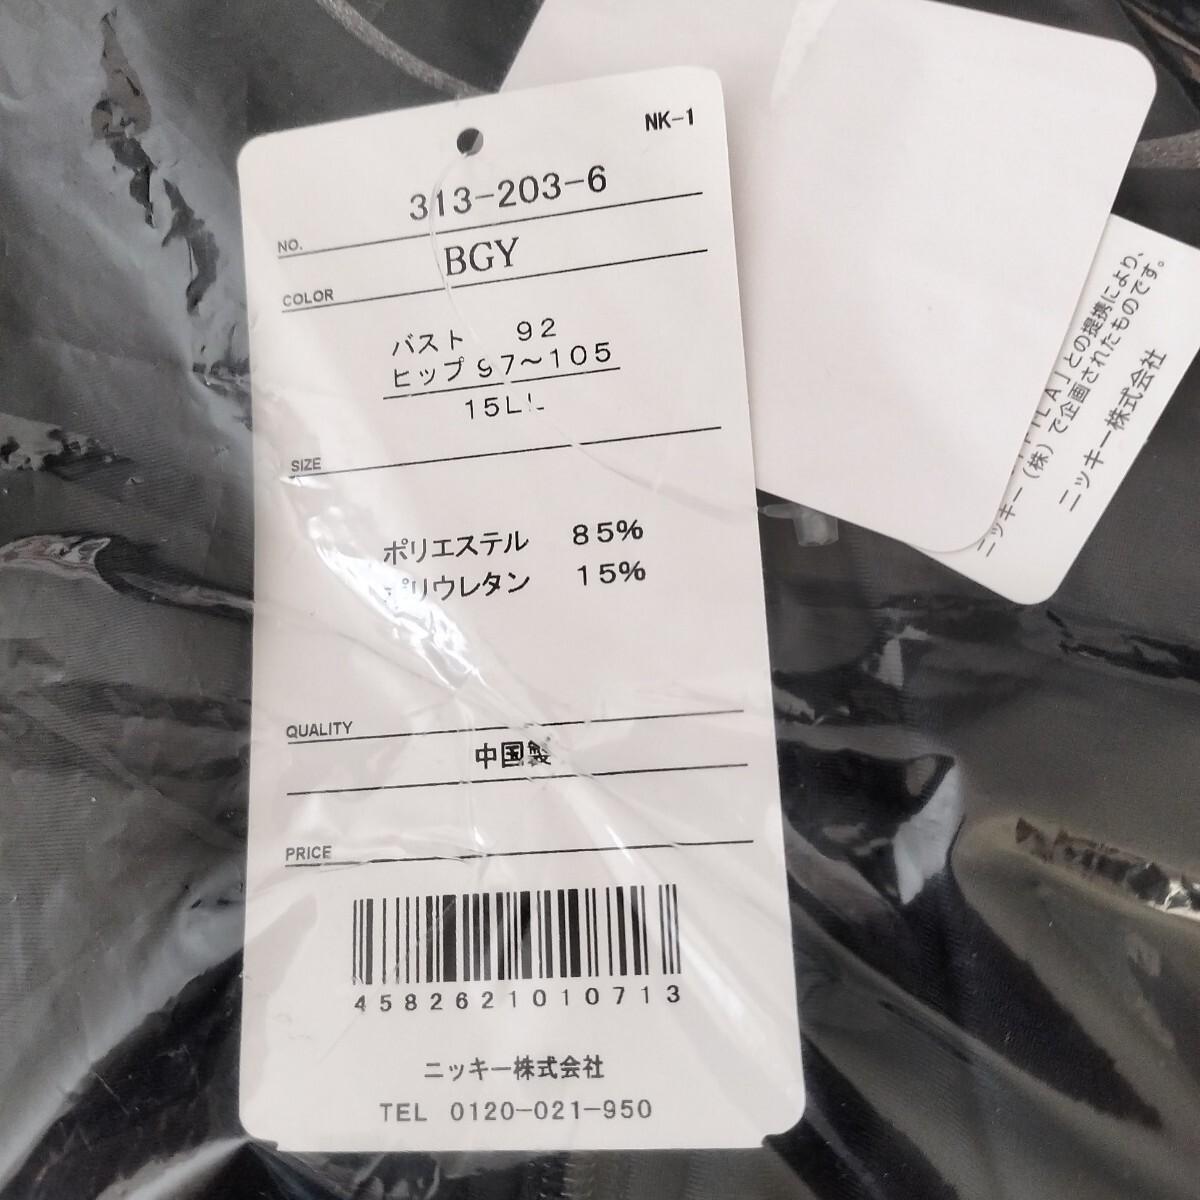 NK-1
313-203-6
NO.
BGY
COLOR
バスト 92
ヒップ 97～105
15LL
SIZE
ポリエステル 85%
ポリウレタン 15%
QUALITY
中国製
PRICE
4582621010713
ニッキー株式会社
TEL 0120-021-950
」との提携により、
ニッキー（株）で企画されたものです。
ニッキー株式会社